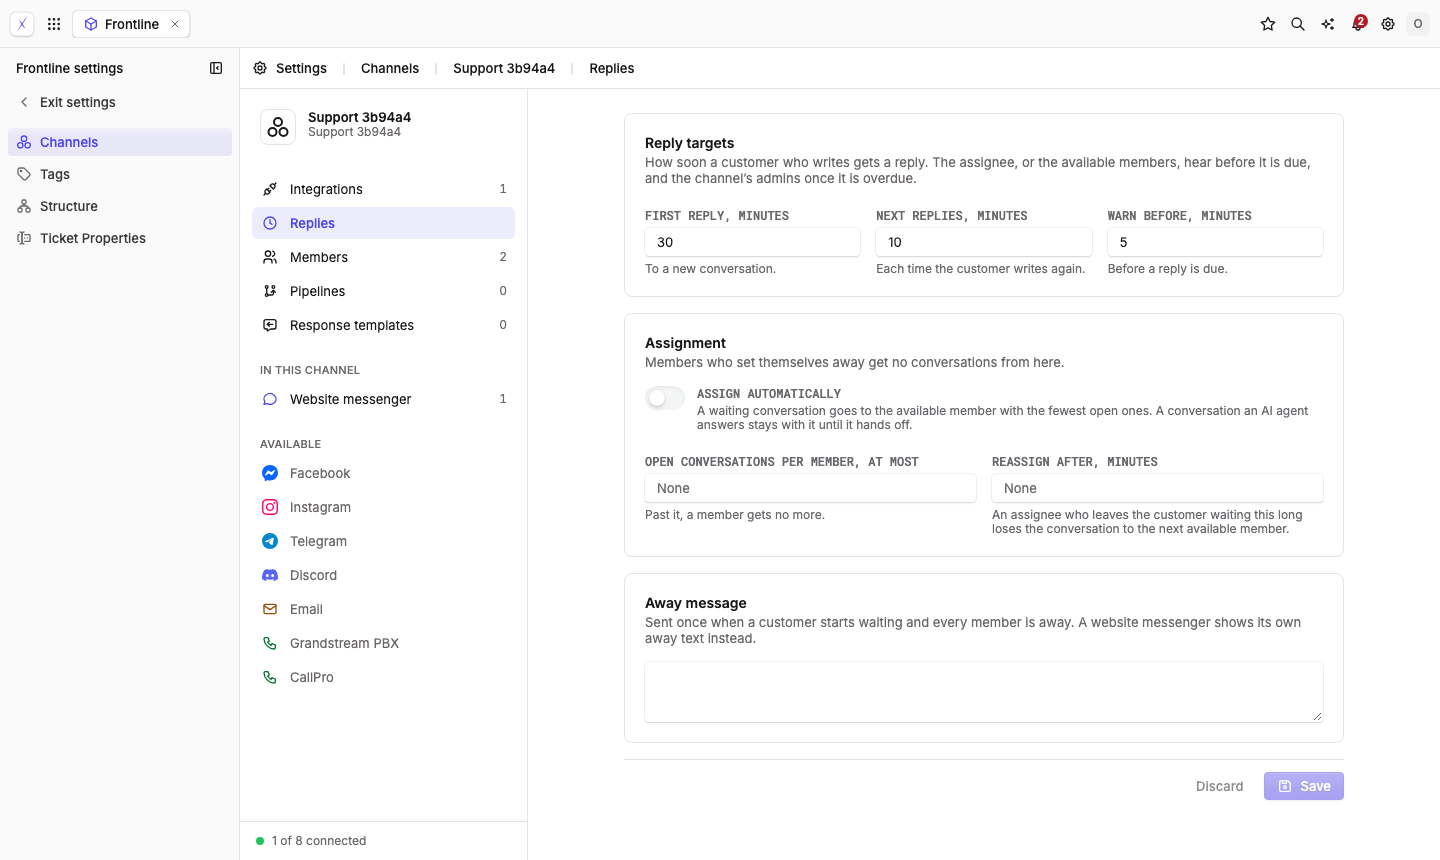 Frontline
2
O
Frontline settings
Exit settings
Channels
Tags
Structure
Ticket Properties
Settings
Channels
Support 3b94a4
Replies
Support 3b94a4
Support 3b94a4
Integrations 1
Replies
Members 2
Pipelines 0
Response templates 0
IN THIS CHANNEL
Website messenger 1
AVAILABLE
Facebook
Instagram
Telegram
Discord
Email
Grandstream PBX
CallPro
1 of 8 connected
Reply targets
How soon a customer who writes gets a reply. The assignee, or the available members, hear before it is due,
and the channel's admins once it is overdue.
FIRST REPLY, MINUTES
30
To a new conversation.
NEXT REPLIES, MINUTES
10
Each time the customer writes again.
WARN BEFORE, MINUTES
5
Before a reply is due.
Assignment
Members who set themselves away get no conversations from here.
ASSIGN AUTOMATICALLY
A waiting conversation goes to the available member with the fewest open ones. A conversation an AI agent
answers stays with it until it hands off.
OPEN CONVERSATIONS PER MEMBER, AT MOST
None
Past it, a member gets no more.
REASSIGN AFTER, MINUTES
None
An assignee who leaves the customer waiting this long
loses the conversation to the next available member.
Away message
Sent once when a customer starts waiting and every member is away. A website messenger shows its own
away text instead.
Discard
Save